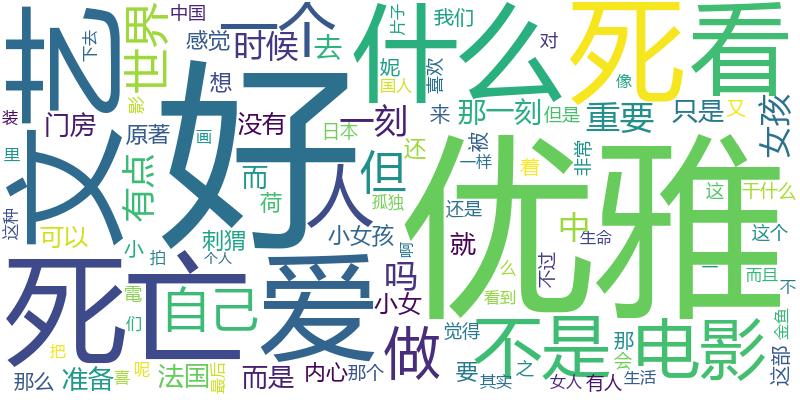 文艺
好
优雅
死亡
爱
什么
死
看
一个
时候
世界
中国
感觉
去
我们
片子
对
下去
影
妮
国人
喜欢
像
装
门房
原著
想
没有
画
日本
一刻
来
那一刻
但是
重要
只是
又
女孩
里
有点
而
荷
人
但
还
被
一样
非常
着
这
干什么
这种
可以
小
拍
刺猬
个人
小女孩
孤独
还是
就
中
啊
么
看到
不过
生命
一
这个
而且
不
自己
吗
小女
做
觉得
不是
那
会
电影
金鱼
这部
電
们
把
那么
准备
喜
呢
法国
最后
而是
内心
那个
要
其实
之
女人
有人
生活